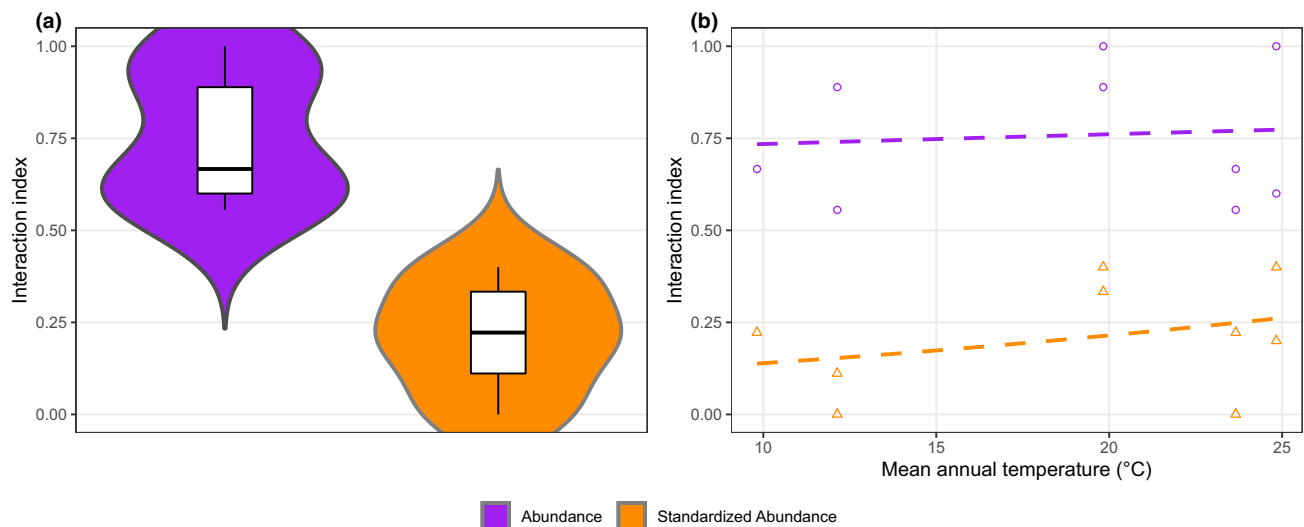 (a)
Interaction index
1.00
0.75
0.50
0.25
0.00
(b)
Interaction index
1.00
0.75
0.50
0.25
0.00
10 15 20 25
Mean annual temperature (°C)
Abundance Standardized Abundance